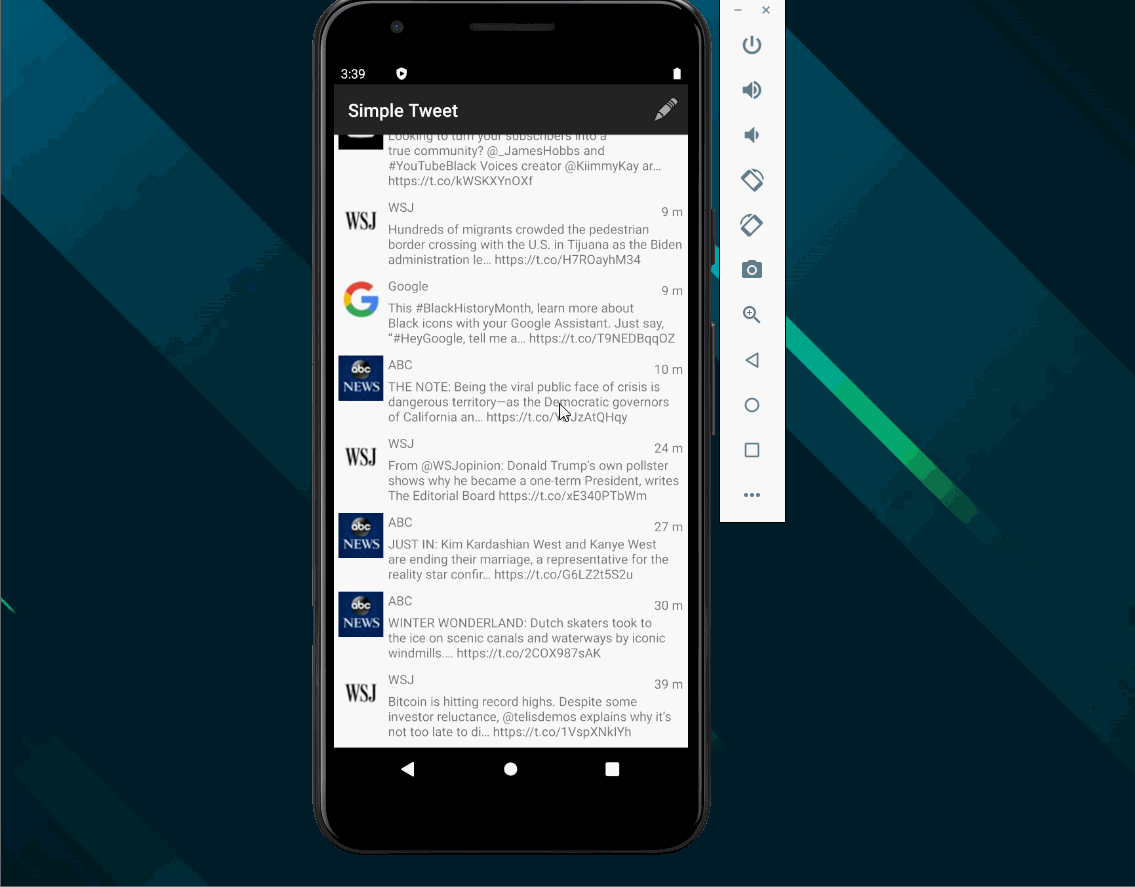 3:39
Simple Tweet
Looking to turn your subscribers into a
true community? @_JamesHobbs and
#YouTubeBlack Voices creator @KiimmyKay ar...
https://t.co/kWSKXYnOXf
WSJ
WSJ
9 m
Hundreds of migrants crowded the pedestrian
border crossing with the U.S. in Tijuana as the Biden
administration le... https://t.co/H7ROayhM34
Google
G
9 m
This #BlackHistoryMonth, learn more about
Black icons with your Google Assistant. Just say,
“#HeyGoogle, tell me a... https://t.co/T9NEDBqqOZ
abc
NEWS
ABC
10 m
THE NOTE: Being the viral public face of crisis is
dangerous territory—as the Democratic governors
of California an...
WSJ
WSJ
24 m
From @WSJopinion: Donald Trump’s own pollster
shows why he became a one-term President, writes
The Editorial Board https://t.co/xE340PTbWm
abc
NEWS
ABC
27 m
JUST IN: Kim Kardashian West and Kanye West
are ending their marriage, a representative for the
reality star confir... https://t.co/G6LZ2t5S2u
abc
NEWS
ABC
30 m
WINTER WONDERLAND: Dutch skaters took to
the ice on scenic canals and waterways by iconic
windmills.... https://t.co/2COX987sAK
WSJ
WSJ
39 m
Bitcoin is hitting record highs. Despite some
investor reluctance, @telisdemos explains why it’s
not too late to di... https://t.co/1VspXNkIYh